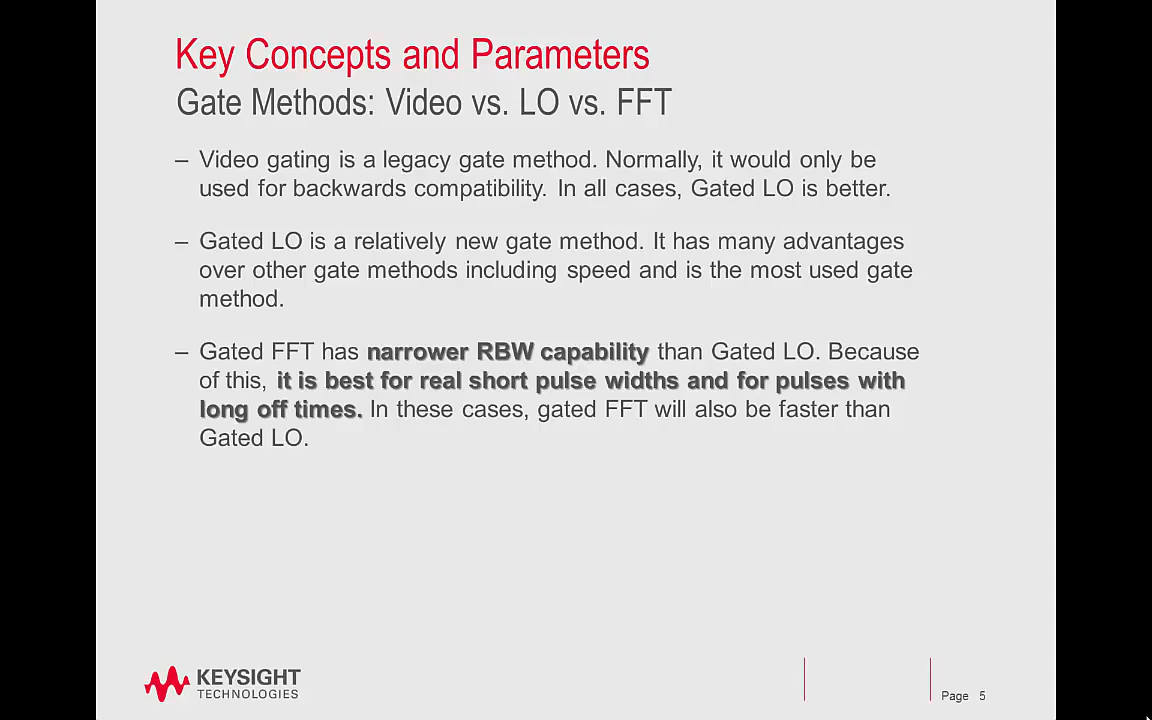 Key Concepts and Parameters
Gate Methods: Video vs. LO vs. FFT
– Video gating is a legacy gate method. Normally, it would only be
used for backwards compatibility. In all cases, Gated LO is better.
– Gated LO is a relatively new gate method. It has many advantages
over other gate methods including speed and is the most used gate
method.
– Gated FFT has narrower RBW capability than Gated LO. Because
of this, it is best for real short pulse widths and for pulses with
long off times. In these cases, gated FFT will also be faster than
Gated LO.
KEYSIGHT
TECHNOLOGIES
Page 5